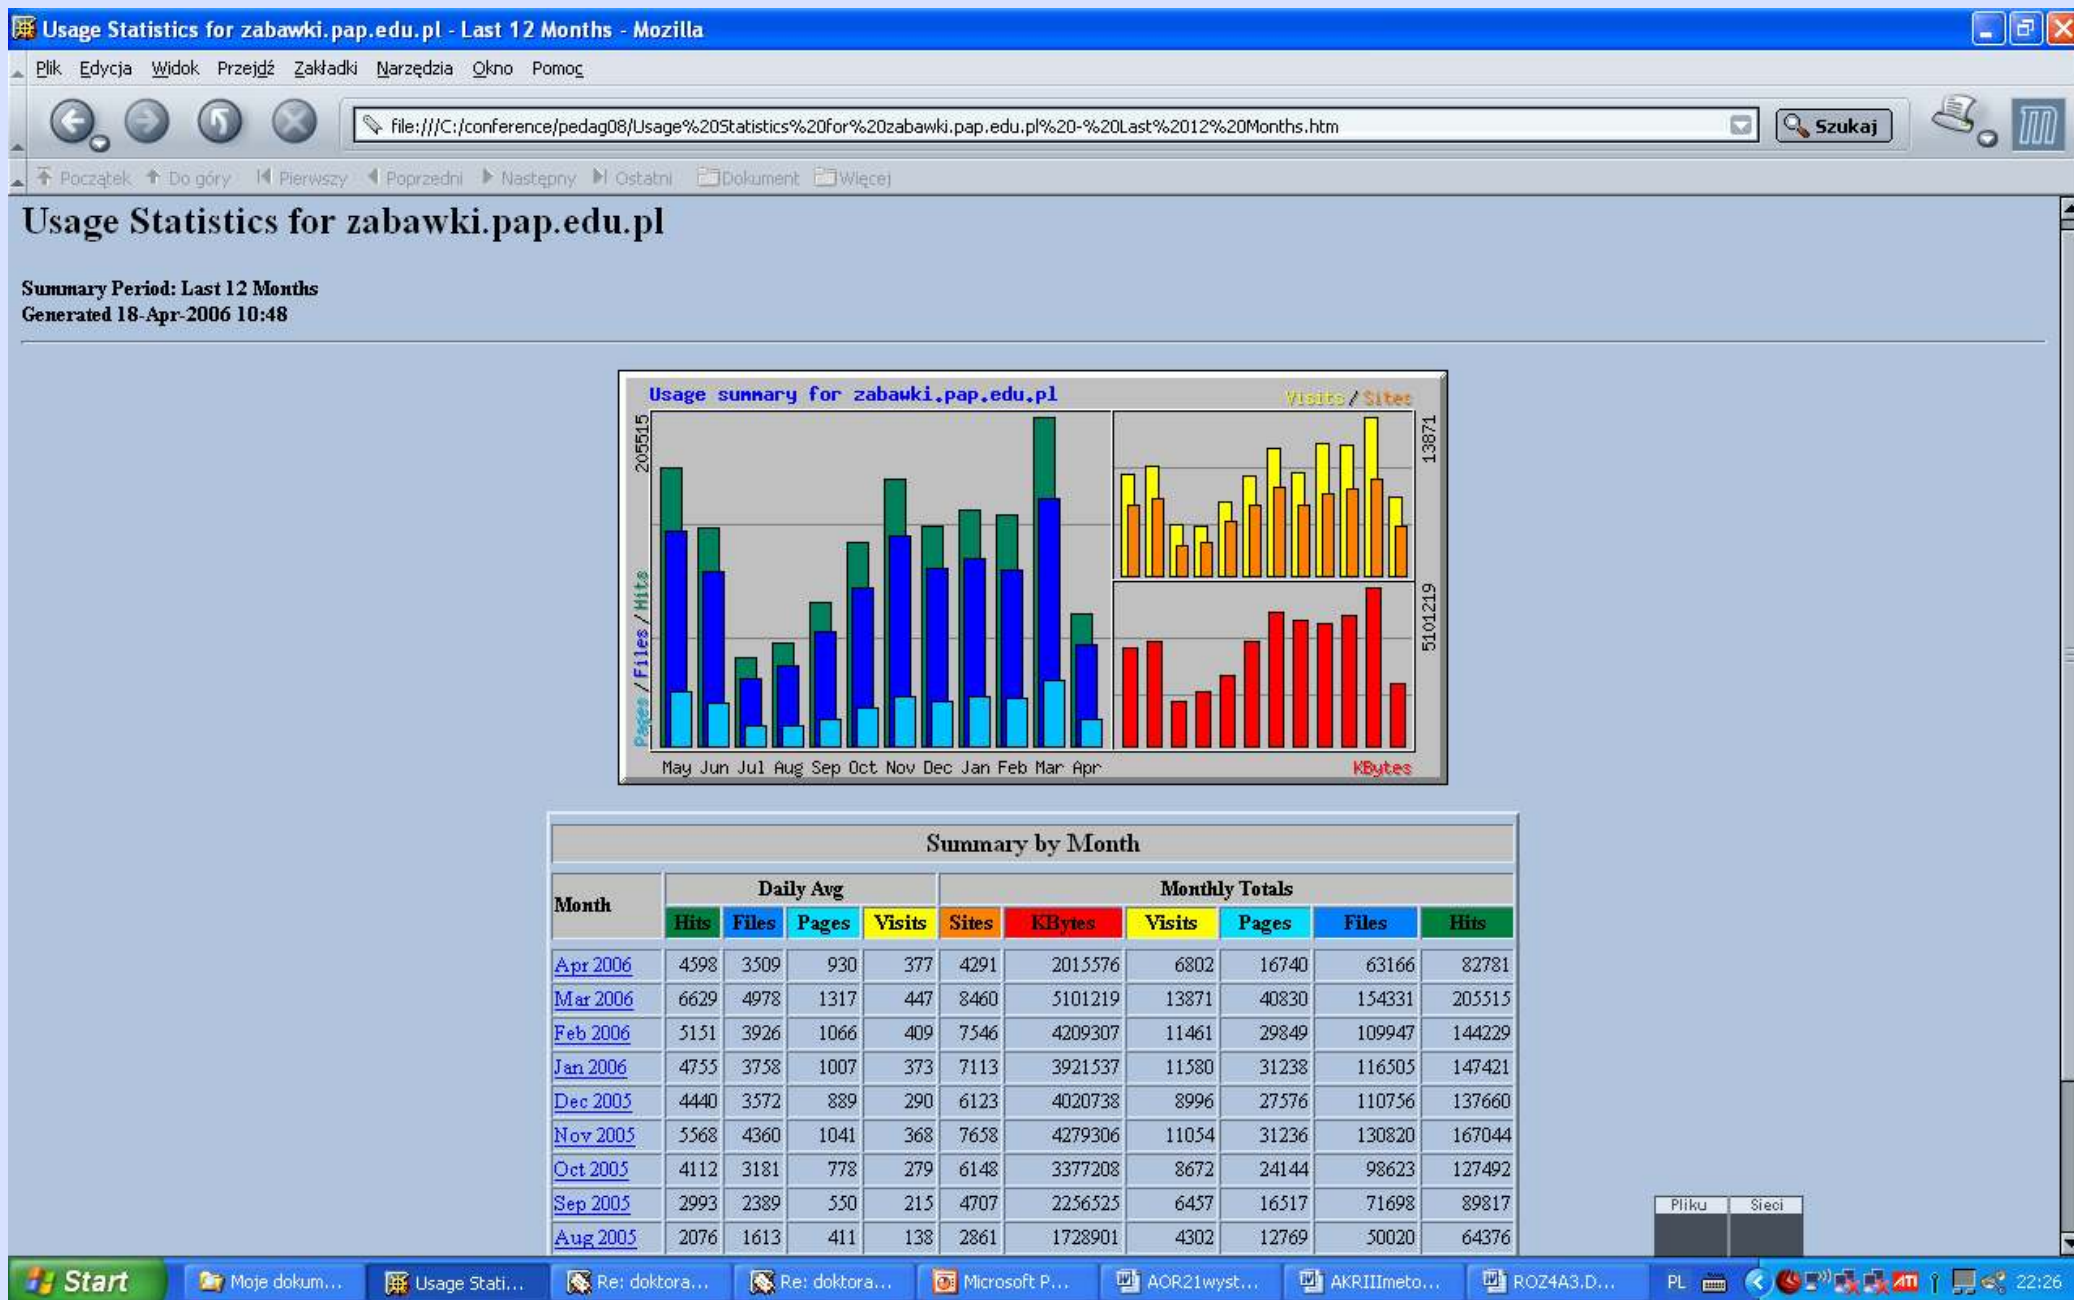 Usage Statistics for zabawki.pap.edu.pl - Last 12 Months - Mozilla
Plik Edycja Widok Przejdź Zakładki Narzędzia Okno Pomoc
file:///C:/conference/pedag08/Usage%20Statistics%20for%20zabawki.pap.edu.pl%20-%20Last%2012%20Months.htm Szukaj
Początek Do góry Pierwszy Poprzedni Następny Ostatni Dokument Więcej
Usage Statistics for zabawki.pap.edu.pl
Summary Period: Last 12 Months
Generated 18-Apr-2006 10:48
Usage summary for zabawki.pap.edu.pl Visits / Sites
205515
13871
Pages / Files / Hits
5101219
May Jun Jul Aug Sep Oct Nov Dec Jan Feb Mar Apr KBytes
Summary by Month
Month Daily Avg Monthly Totals
Hits Files Pages Visits Sites KBytes Visits Pages Files Hits
Apr 2006 4598 3509 930 377 4291 2015576 6802 16740 63166 82781
Mar 2006 6629 4978 1317 447 8460 5101219 13871 40830 154331 205515
Feb 2006 5151 3926 1066 409 7546 4209307 11461 29849 109947 144229
Jan 2006 4755 3758 1007 373 7113 3921537 11580 31238 116505 147421
Dec 2005 4440 3572 889 290 6123 4020738 8996 27576 110756 137660
Nov 2005 5568 4360 1041 368 7658 4279306 11054 31236 130820 167044
Oct 2005 4112 3181 778 279 6148 3377208 8672 24144 98623 127492
Sep 2005 2993 2389 550 215 4707 2256525 6457 16517 71698 89817
Aug 2005 2076 1613 411 138 2861 1728901 4302 12769 50020 64376
Pliku Sieci
Start Moje dokum... Usage Stati... Re: doktora... Re: doktora... Microsoft P... AOR21wyst... AKRIIImeto... ROZ4A3.D... PL ATI 22:26